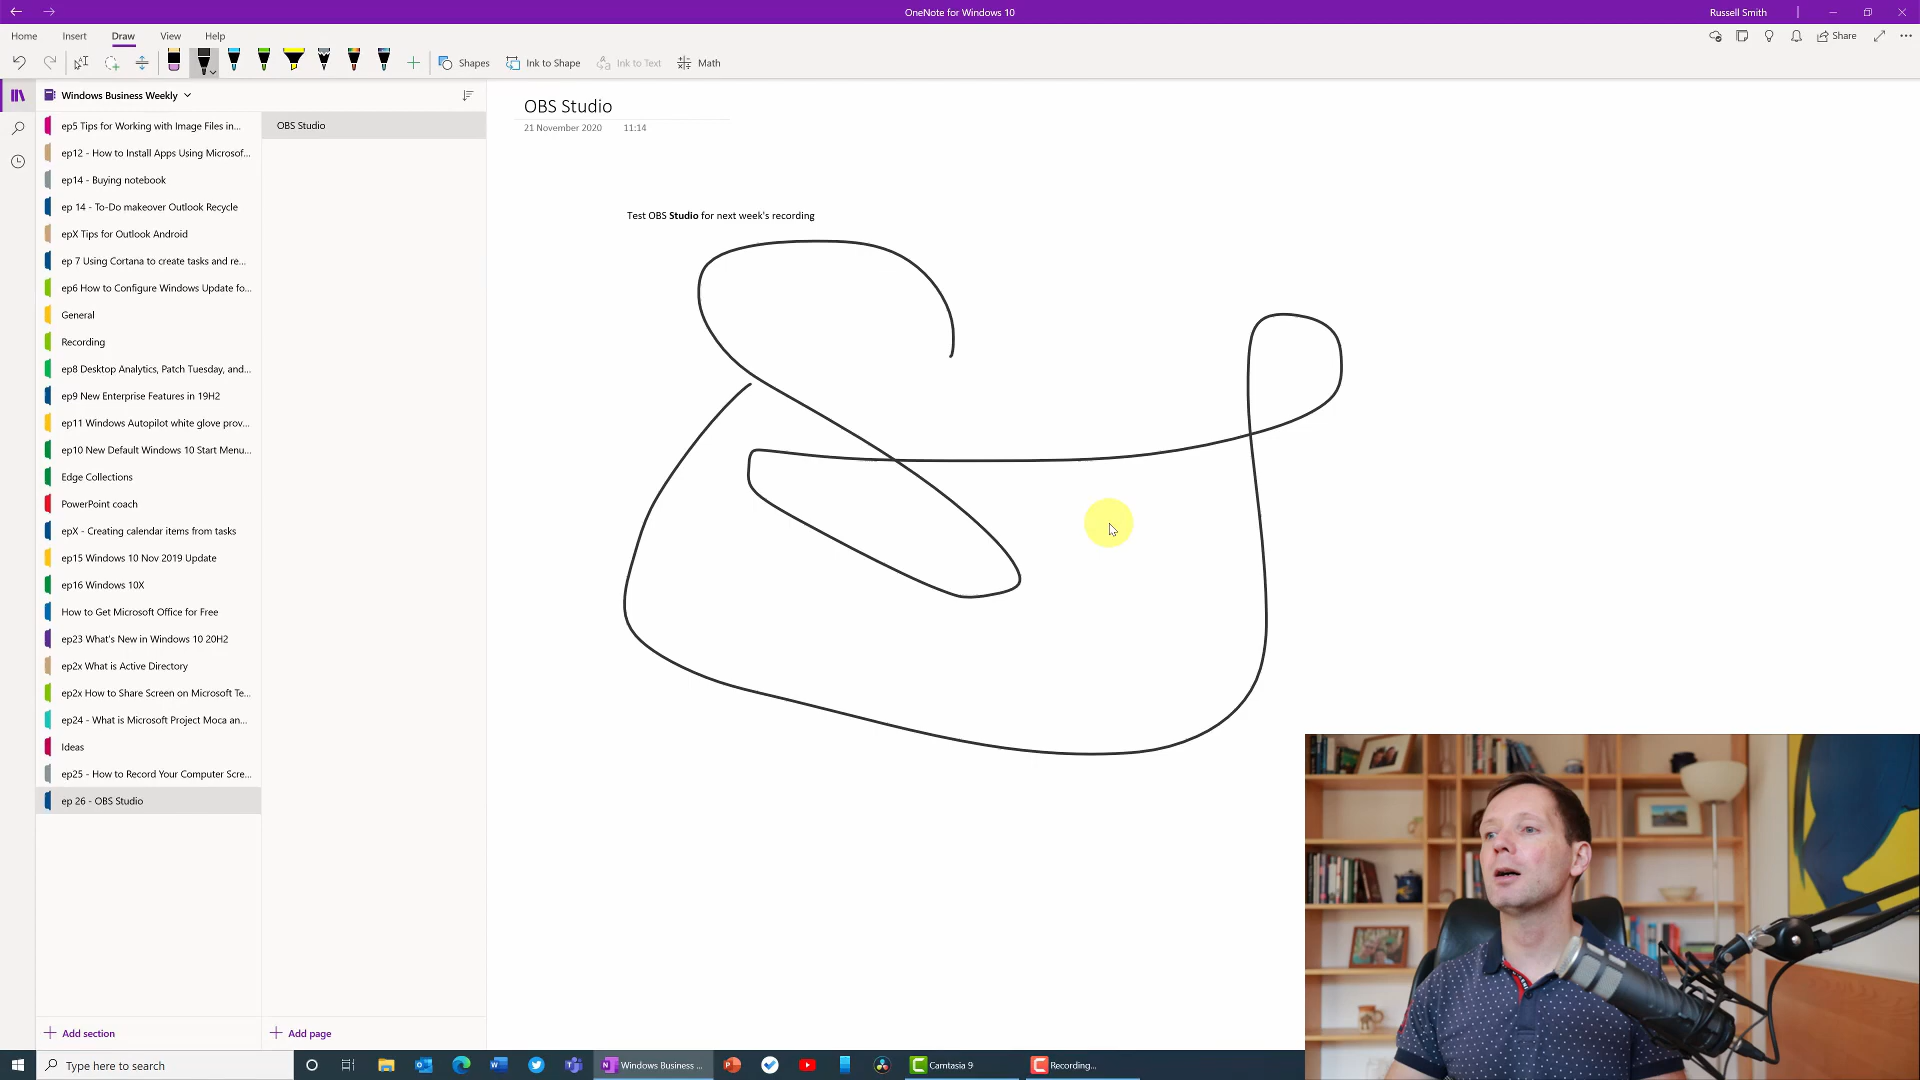 OneNote for Windows 10
Russell Smith
Home Insert Draw View Help
Share
Shapes
Ink to Shape
Ink to Text
Math
Windows Business Weekly
ep5 Tips for Working with Image Files in...
ep12 - How to Install Apps Using Microsof...
ep14 - Buying notebook
ep 14 - To-Do makeover Outlook Recycle
epX Tips for Outlook Android
ep 7 Using Cortana to create tasks and re...
ep6 How to Configure Windows Update fo...
General
Recording
ep8 Desktop Analytics, Patch Tuesday, and...
ep9 New Enterprise Features in 19H2
ep11 Windows Autopilot white glove prov...
ep10 New Default Windows 10 Start Menu...
Edge Collections
PowerPoint coach
epX - Creating calendar items from tasks
ep15 Windows 10 Nov 2019 Update
ep16 Windows 10X
How to Get Microsoft Office for Free
ep23 What's New in Windows 10 20H2
ep2x What is Active Directory
ep2x How to Share Screen on Microsoft Te...
ep24 - What is Microsoft Project Moca an...
Ideas
ep25 - How to Record Your Computer Scre...
ep 26 - OBS Studio
Add section
OBS Studio
Add page
OBS Studio
21 November 2020 11:14
Test OBS Studio for next week's recording
Type here to search
Windows Business ...
Camtasia 9
Recording...